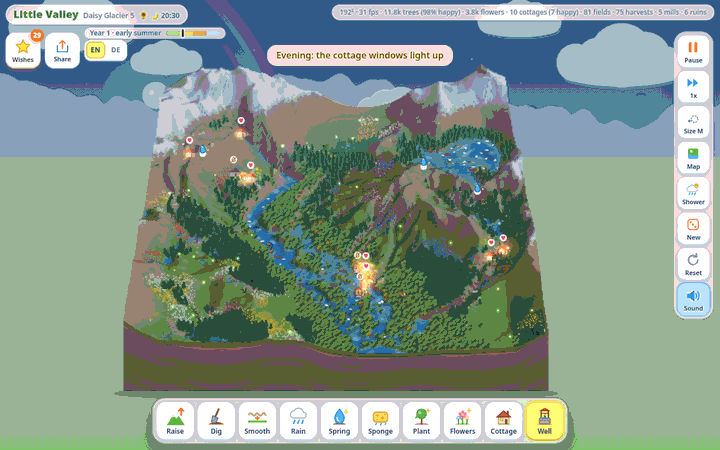 Little Valley Daisy Glacier 5 20:30
192² · 31 fps · 11.8k trees (98% happy) · 3.8k flowers · 10 cottages (7 happy) · 81 fields · 75 harvests · 5 mills · 6 ruins
29
Wishes
Share
Year 1 · early summer
EN DE
Evening: the cottage windows light up
Pause
1x
Size M
Map
Shower
New
Reset
Sound
Raise Dig Smooth Rain Spring Sponge Plant Flowers Cottage Well